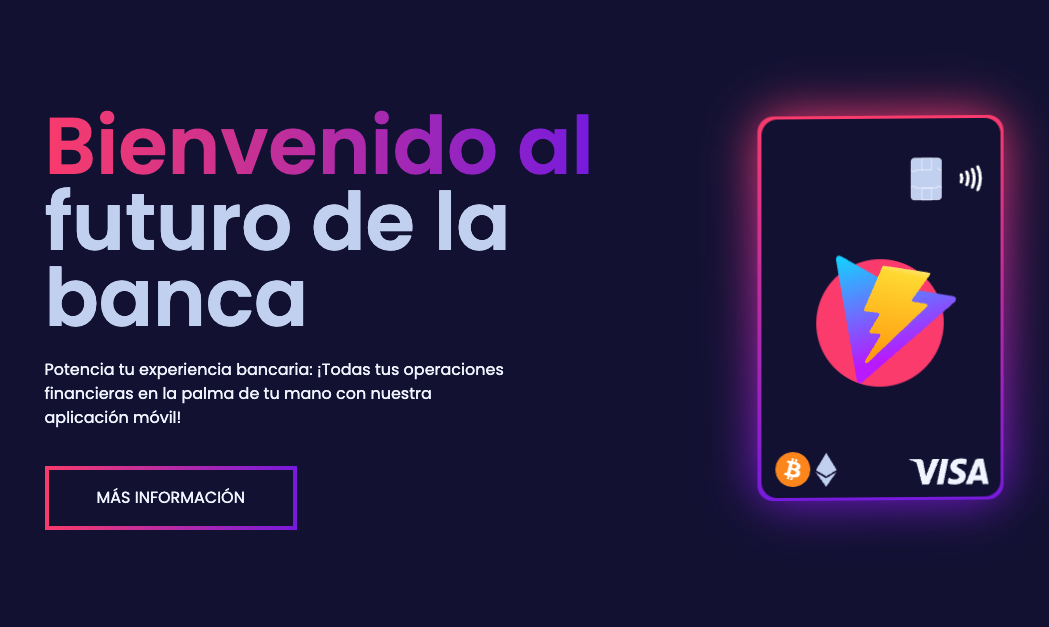 Bienvenido al
futuro de la
banca
Potencia tu experiencia bancaria: ¡Todas tus operaciones
financieras en la palma de tu mano con nuestra
aplicación móvil!
MÁS INFORMACIÓN
VISA